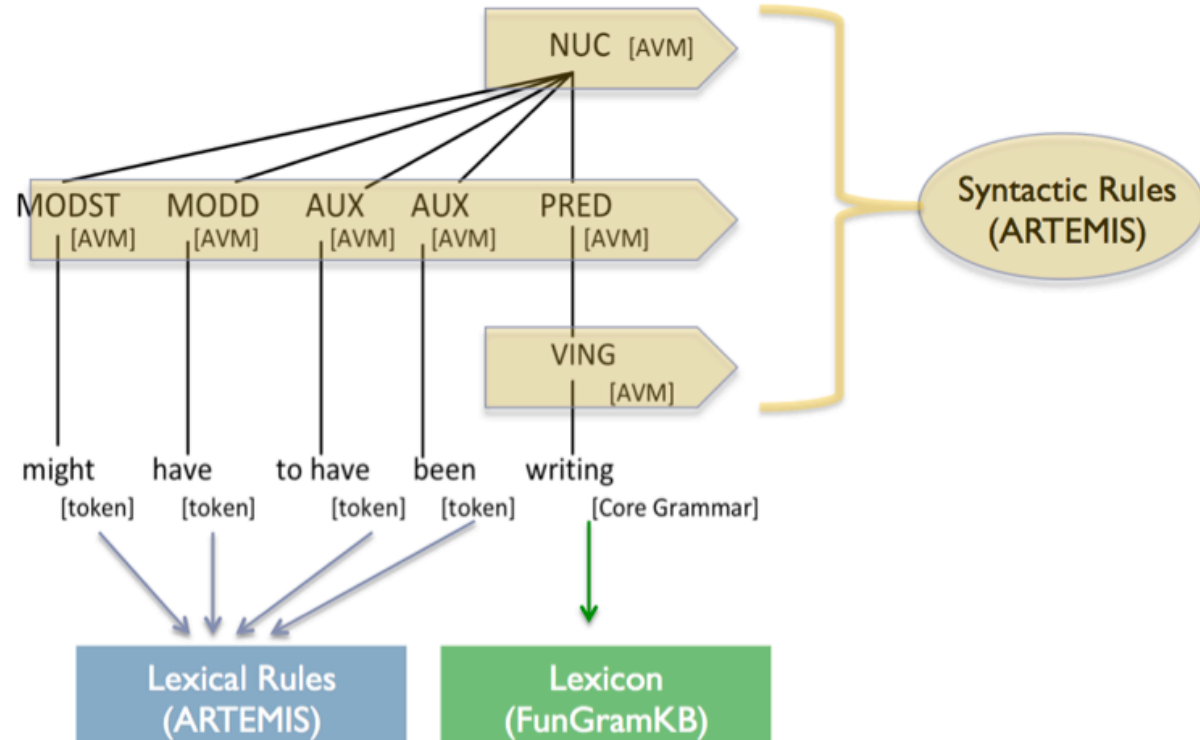 NUC [AVM]
MODST MODD AUX AUX PRED
[AVM] [AVM] [AVM] [AVM] [AVM]
Syntactic Rules
(ARTEMIS)
VING
[AVM]
might have to have been writing
[token] [token] [token] [token] [Core Grammar]
Lexical Rules
(ARTEMIS)
Lexicon
(FunGramKB)